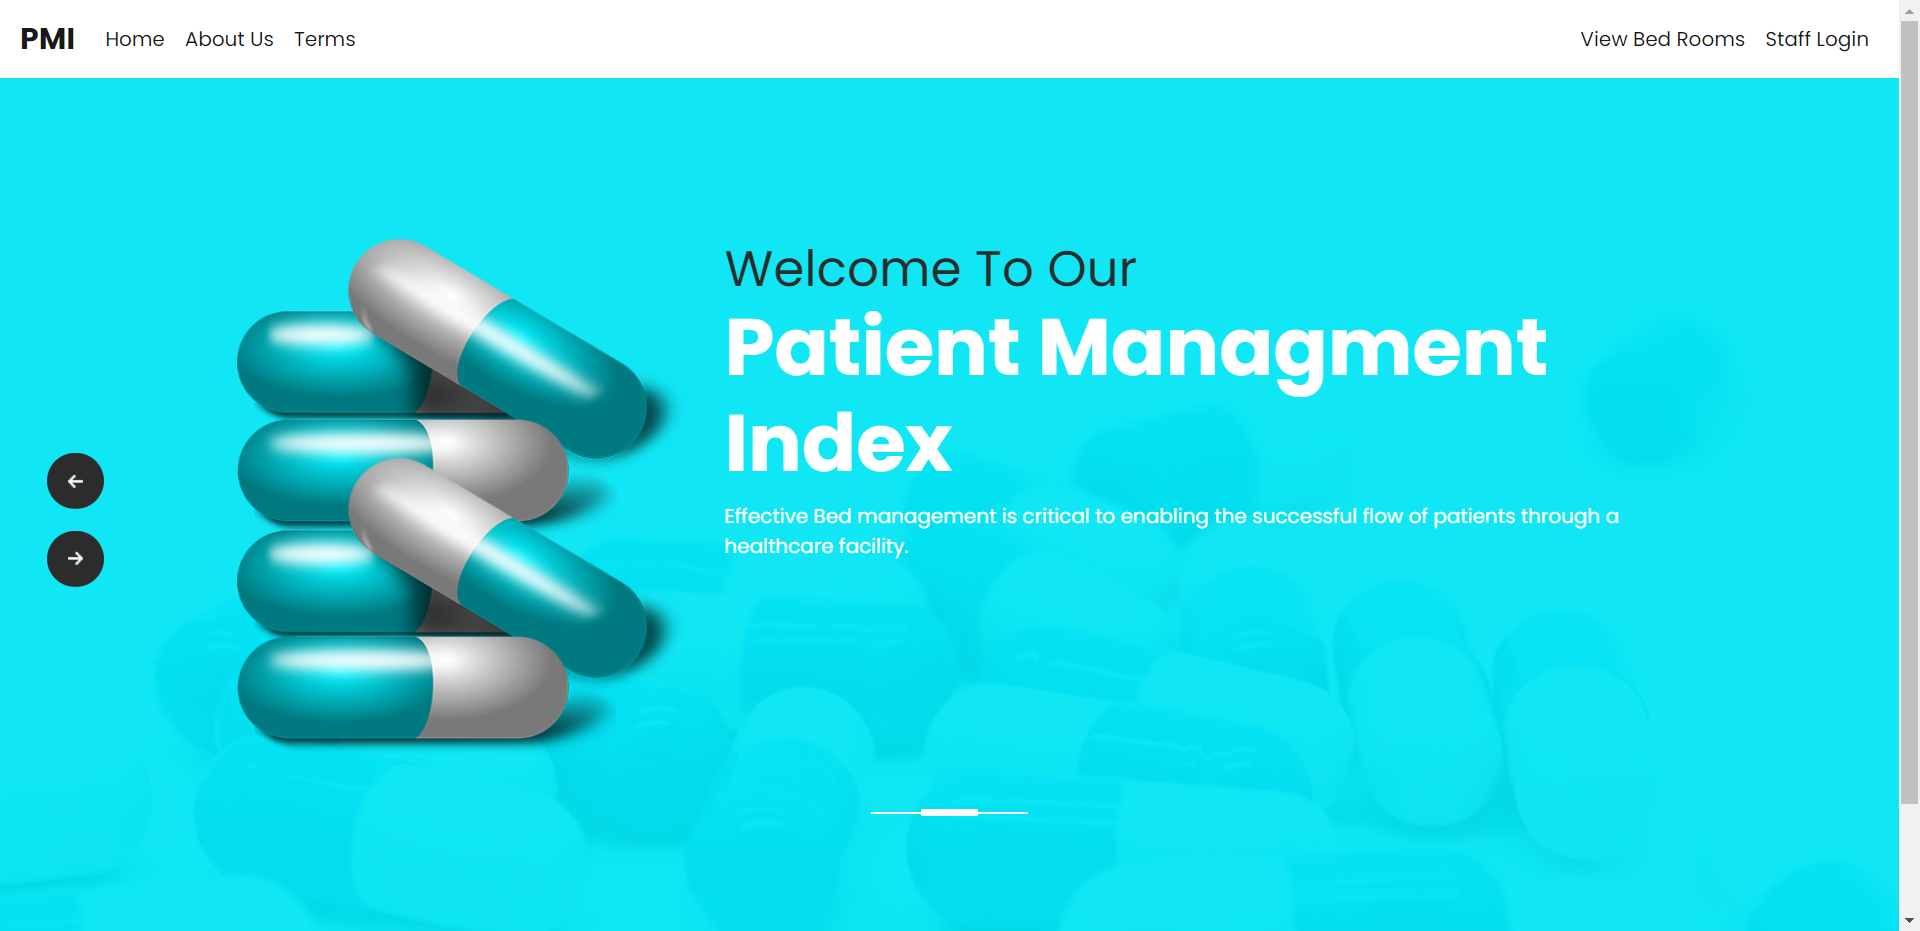 PMI Home About Us Terms View Bed Rooms Staff Login
Welcome To Our
Patient Managment
Index
Effective Bed management is critical to enabling the successful flow of patients through a
healthcare facility.